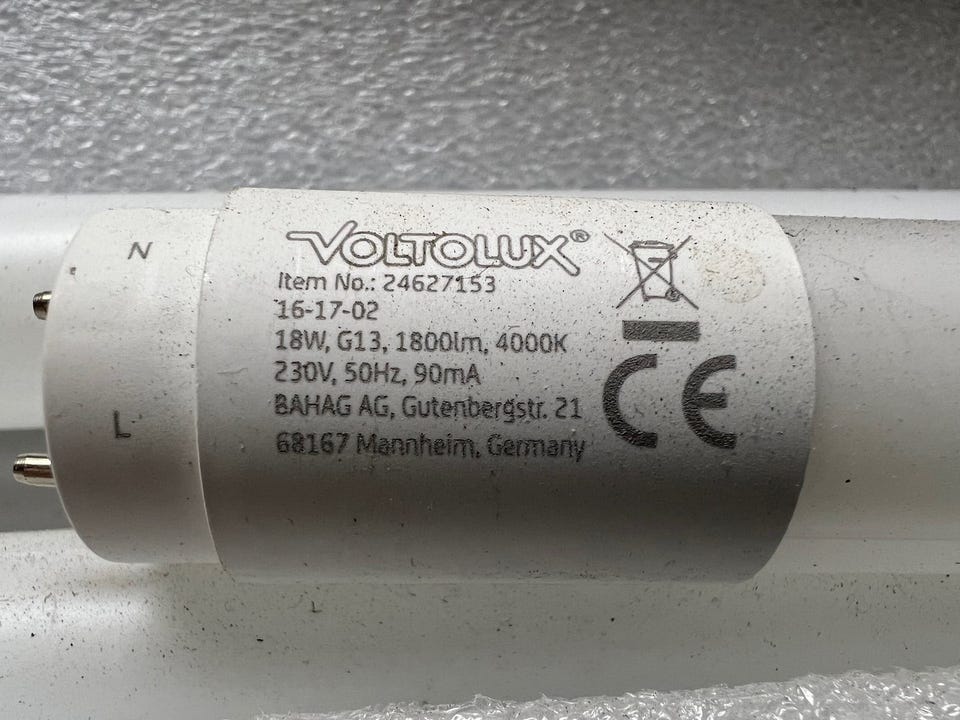 N
L
VOLTOLUX®
Item No.: 24627153
16-17-02
18W, G13, 1800lm, 4000K
230V, 50Hz, 90mA
BAHAG AG, Gutenbergstr. 21
68167 Mannheim, Germany
CE